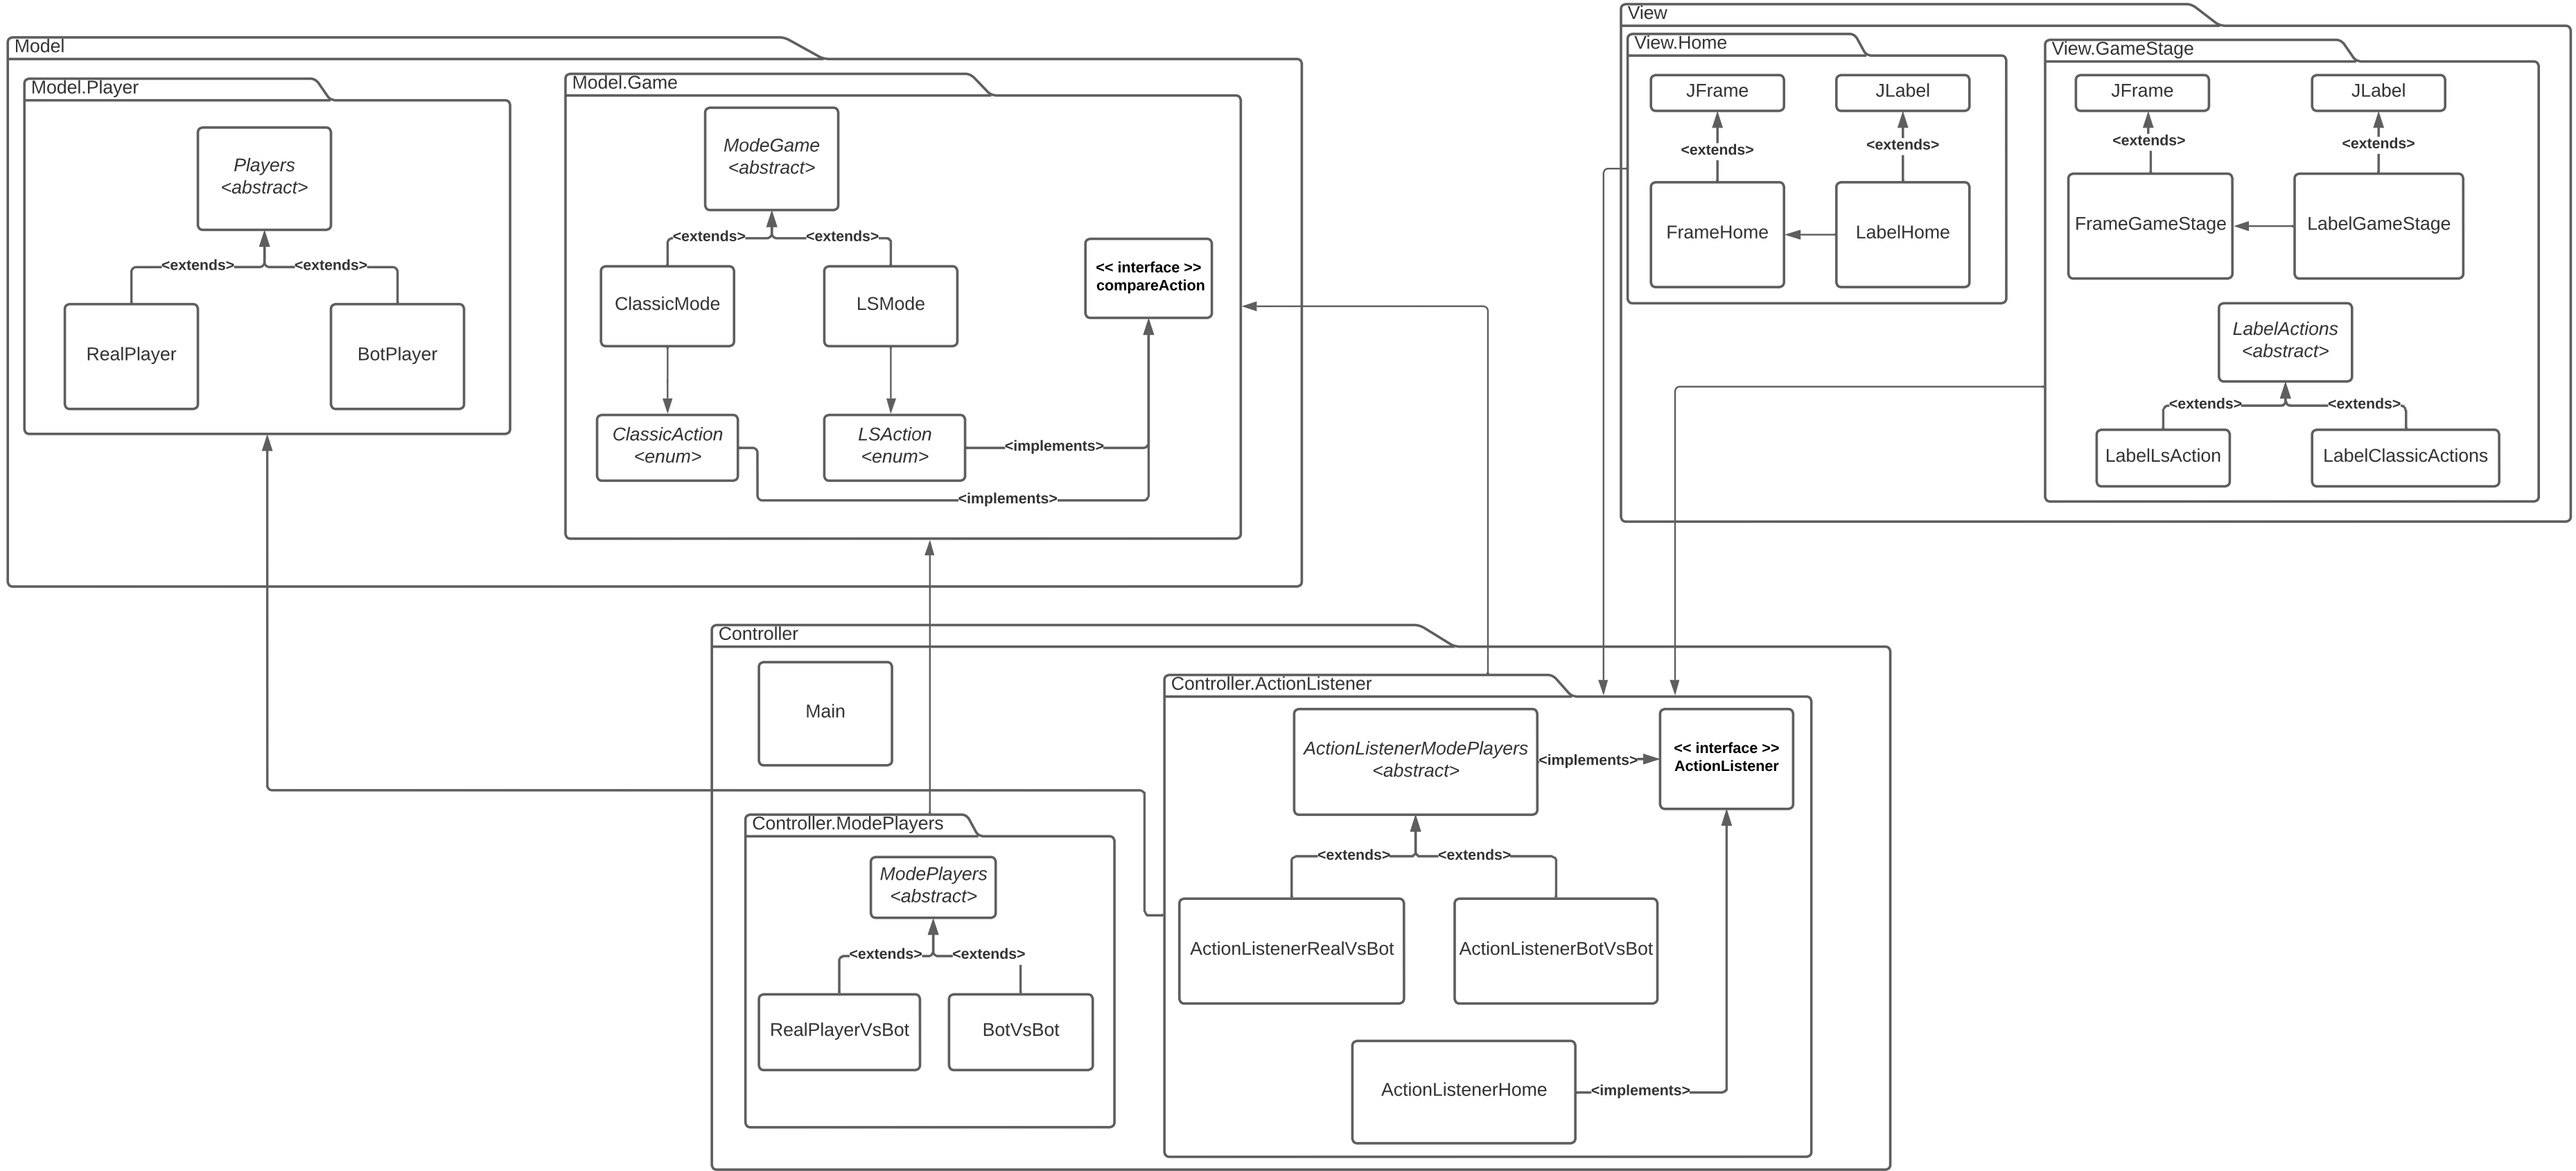 Model
Model.Player
Players
<abstract>
<extends>
<extends>
RealPlayer
BotPlayer
Model.Game
ModeGame
<abstract>
<extends>
<extends>
ClassicMode
LSMode
<< interface >>
compareAction
ClassicAction
<enum>
LSAction
<enum>
<implements>
<implements>
View
View.Home
JFrame
JLabel
<extends>
<extends>
FrameHome
LabelHome
View.GameStage
JFrame
JLabel
<extends>
<extends>
FrameGameStage
LabelGameStage
LabelActions
<abstract>
<extends>
<extends>
LabelLsAction
LabelClassicActions
Controller
Main
Controller.ModePlayers
ModePlayers
<abstract>
<extends>
<extends>
RealPlayerVsBot
BotVsBot
Controller.ActionListener
ActionListenerModePlayers
<abstract>
<implements>
<< interface >>
ActionListener
<extends>
<extends>
ActionListenerRealVsBot
ActionListenerBotVsBot
ActionListenerHome
<implements>